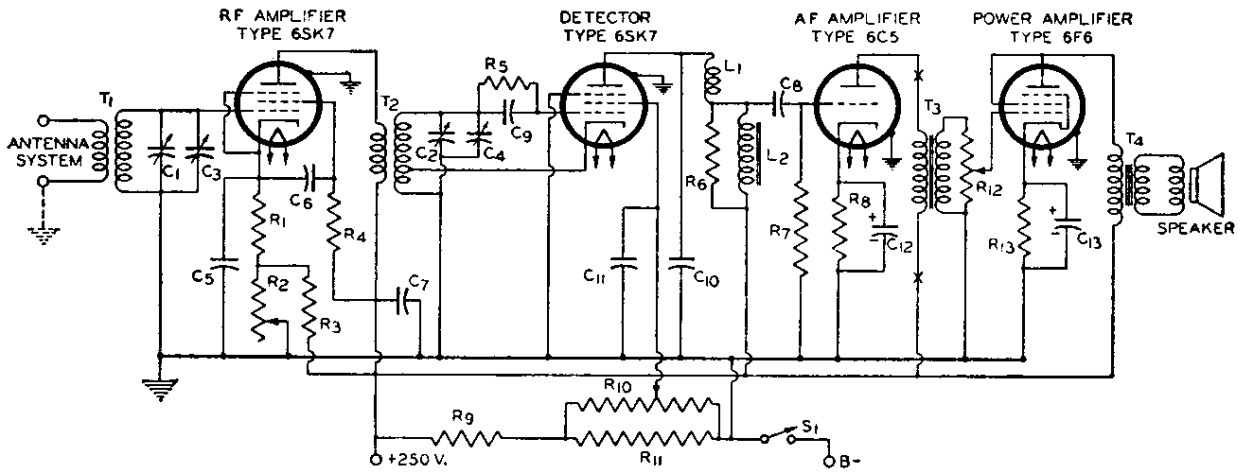 RF AMPLIFIER
TYPE 6SK7
DETECTOR
TYPE 6SK7
AF AMPLIFIER
TYPE 6C5
POWER AMPLIFIER
TYPE 6F6
T1
ANTENNA
SYSTEM
C1
C3
C6
R1
R4
C5
R2
R3
C7
T2
R5
C9
C2
C4
L1
C8
R6
L2
C11
C10
R7
R8
+
−
C12
T3
R12
R13
+
−
C13
T4
SPEAKER
R10
R9
R11
S1
+250 V.
B-